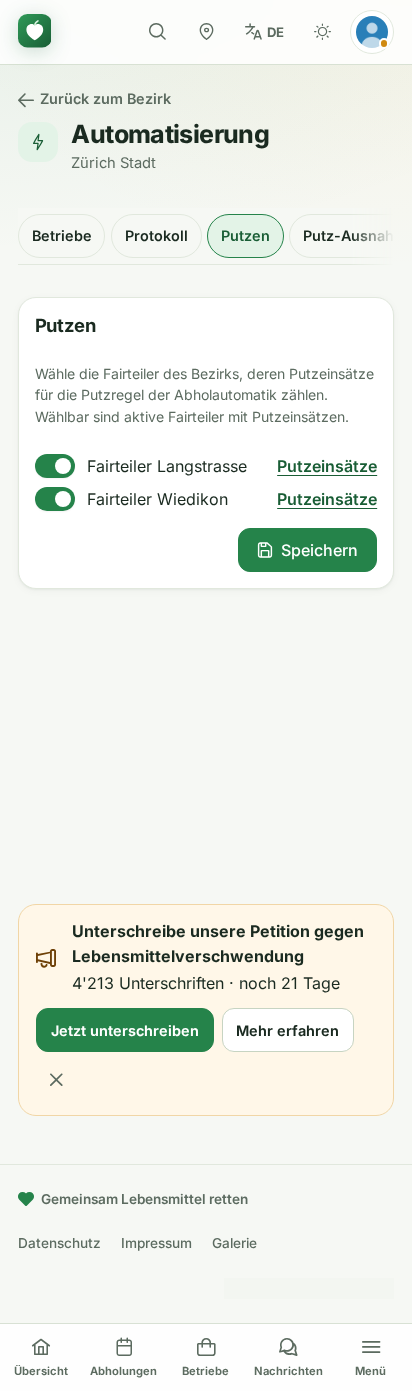 DE
Zurück zum Bezirk
Automatisierung
Zürich Stadt
Betriebe
Protokoll
Putzen
Putz-Ausnah
Putzen
Wähle die Fairteiler des Bezirks, deren Putzeinsätze
für die Putzregel der Abholautomatik zählen.
Wählbar sind aktive Fairteiler mit Putzeinsätzen.
Fairteiler Langstrasse Putzeinsätze
Fairteiler Wiedikon Putzeinsätze
Speichern
Unterschreibe unsere Petition gegen
Lebensmittelverschwendung
4'213 Unterschriften · noch 21 Tage
Jetzt unterschreiben Mehr erfahren
Gemeinsam Lebensmittel retten
Datenschutz Impressum Galerie
Übersicht Abholungen Betriebe Nachrichten Menü